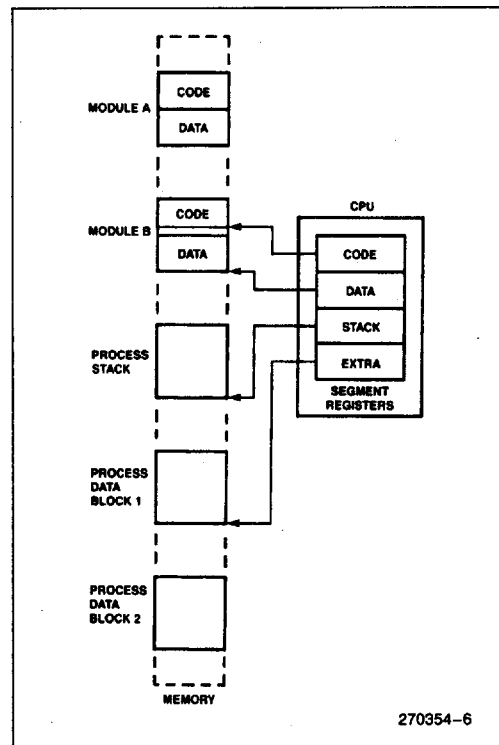 CODE
MODULE A
DATA
CPU
CODE
MODULE B
DATA
CODE
DATA
STACK
EXTRA
SEGMENT
REGISTERS
PROCESS
STACK
PROCESS
DATA
BLOCK 1
PROCESS
DATA
BLOCK 2
MEMORY
270354-6